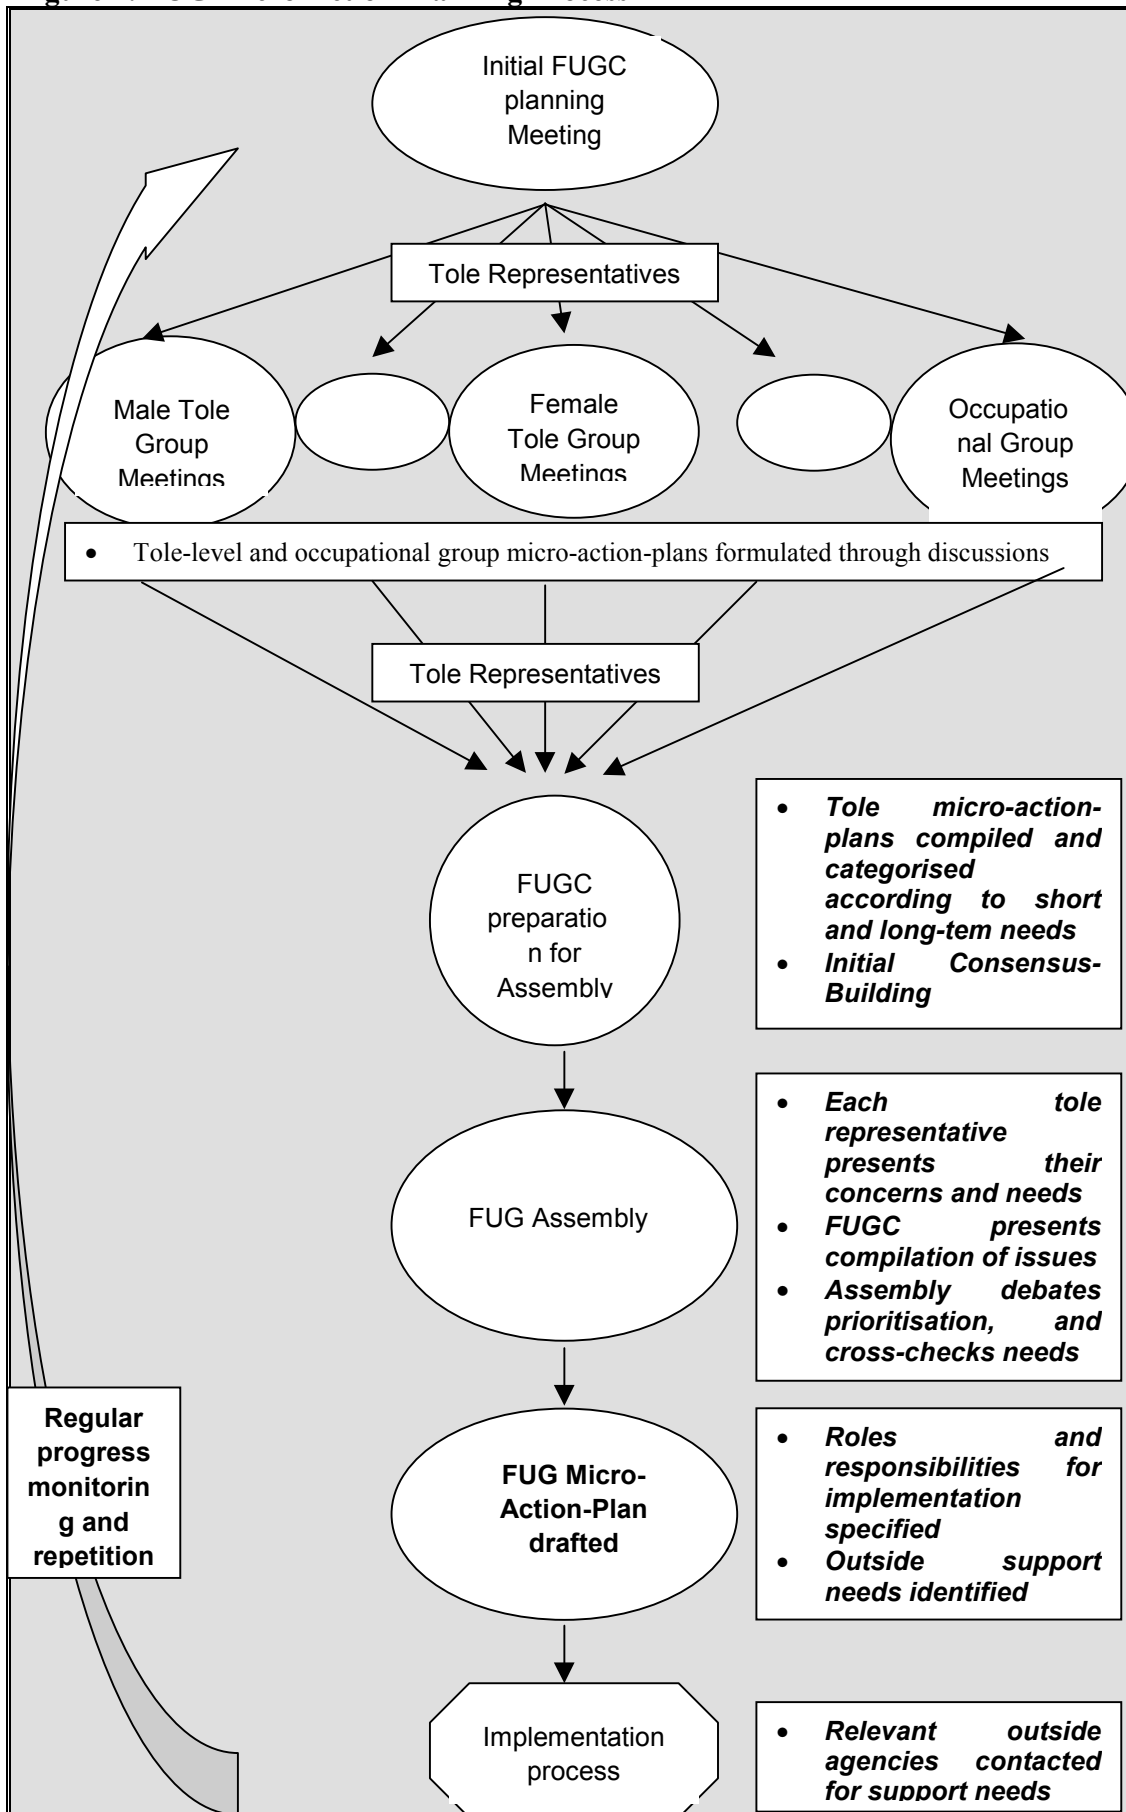 Initial FUGC
planning
Meeting
Tole Representatives
Male Tole
Group
Meetings
Female
Tole Group
Meetings
Occupatio
nal Group
Meetings
• Tole-level and occupational group micro-action-plans formulated through discussions
Tole Representatives
FUGC
preparatio
n for
Assembly
• Tole micro-action-
plans compiled and
categorised
according to short
and long-tem needs
• Initial Consensus-
Building
FUG Assembly
• Each tole
representative
presents their
concerns and needs
• FUGC presents
compilation of issues
• Assembly debates
prioritisation, and
cross-checks needs
Regular
progress
monitorin
g and
repetition
FUG Micro-
Action-Plan
drafted
• Roles and
responsibilities for
implementation
specified
• Outside support
needs identified
Implementation
process
• Relevant outside
agencies contacted
for support needs